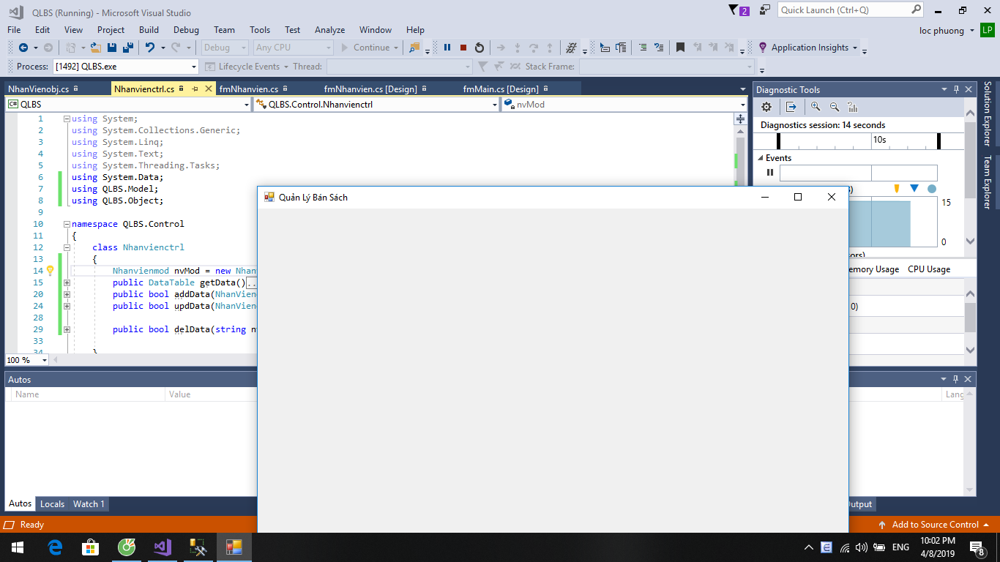 QLBS (Running) - Microsoft Visual Studio
2
Quick Launch (Ctrl+Q)
File Edit View Project Build Debug Team Tools Test Analyze Window Help
loc phuong LP
Debug Any CPU Continue Application Insights
Process: [1492] QLBS.exe Lifecycle Events Thread: Stack Frame:
NhanVienobj.cs Nhanvienctrl.cs fmNhanvien.cs fmNhanvien.cs [Design] fmMain.cs [Design]
QLBS QLBS.Control.Nhanvienctrl nvMod
1 using System;
2 using System.Collections.Generic;
3 using System.Linq;
4 using System.Text;
5 using System.Threading.Tasks;
6 using System.Data;
7 using QLBS.Model;
8 using QLBS.Object;
9
10 namespace QLBS.Control
11 {
12 class Nhanvienctrl
13 {
14 Nhanvienmod nvMod = new Nhan
15 public DataTable getData()...
20 public bool addData(NhanVien
24 public bool updData(NhanVien
28
29 public bool delData(string
33
34 }
100 %
Quản Lý Bán Sách
Diagnostic Tools
Diagnostics session: 14 seconds
10s
Events
15
0
emory Usage CPU Usage
0)
Solution Explorer
Team Explorer
Autos
Name Value Lang
Autos Locals Watch 1
utput
Ready
Add to Source Control
ENG
10:02 PM
4/8/2019
8